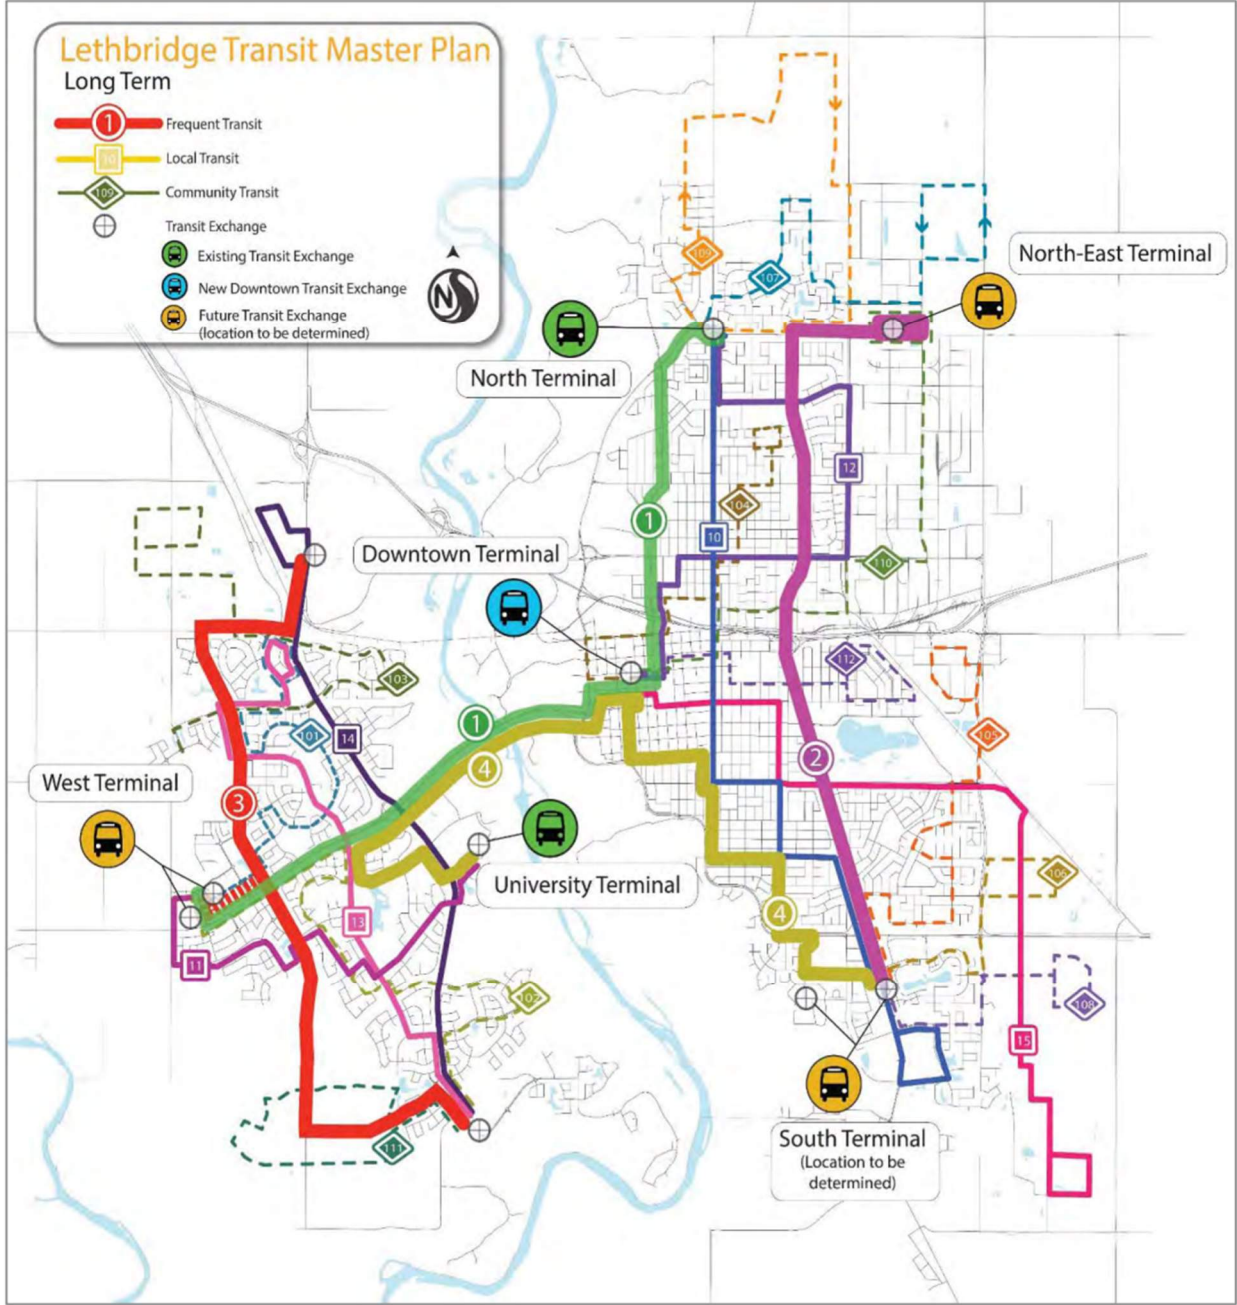 Lethbridge Transit Master Plan
Long Term
1
Frequent Transit
10
Local Transit
109
Community Transit
Transit Exchange
Existing Transit Exchange
New Downtown Transit Exchange
Future Transit Exchange
(location to be determined)
N
North-East Terminal
109
107
North Terminal
12
104
1
10
Downtown Terminal
110
112
103
1
101
14
105
2
4
West Terminal
3
106
University Terminal
4
13
11
102
108
15
South Terminal
(Location to be
determined)
111